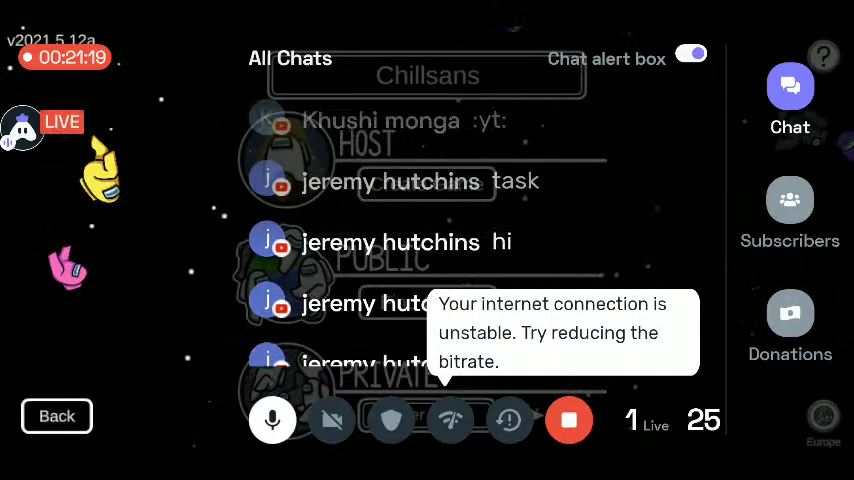 v2021.5.12a
00:21:19
All Chats
Chat alert box
?
Chillsans
LIVE
K
Khushi monga :yt:
Chat
HOST
j
jeremy hutchins task
j
jeremy hutchins hi
Subscribers
PUBLIC
j
jeremy hutc
Your internet connection is
unstable. Try reducing the
bitrate.
j
jeremy hutc
PRIVATE
Donations
Back
1 Live 25
Europe